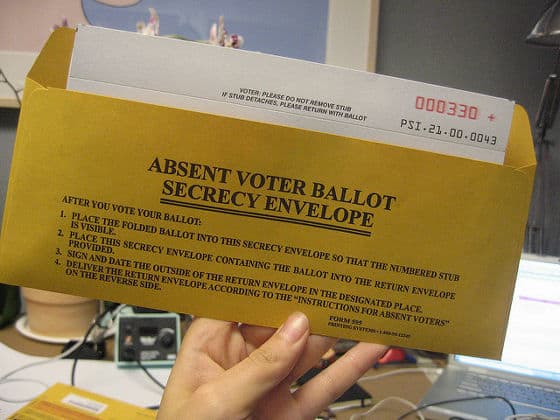 VOTER: PLEASE DO NOT REMOVE STUB
IF STUB DETACHES, PLEASE RETURN WITH BALLOT
000330 +
PSI.21.00.0043
ABSENT VOTER BALLOT
SECRECY ENVELOPE
AFTER YOU VOTE YOUR BALLOT:
1. PLACE THE FOLDED BALLOT INTO THIS SECRECY ENVELOPE SO THAT THE NUMBERED STUB
IS VISIBLE.
2. PLACE THIS SECRECY ENVELOPE CONTAINING THE BALLOT INTO THE RETURN ENVELOPE
PROVIDED.
3. SIGN AND DATE THE OUTSIDE OF THE RETURN ENVELOPE IN THE DESIGNATED PLACE.
4. DELIVER THE RETURN ENVELOPE ACCORDING TO THE "INSTRUCTIONS FOR ABSENT VOTERS"
ON THE REVERSE SIDE.
FORM 595
PRINTING SYSTEMS